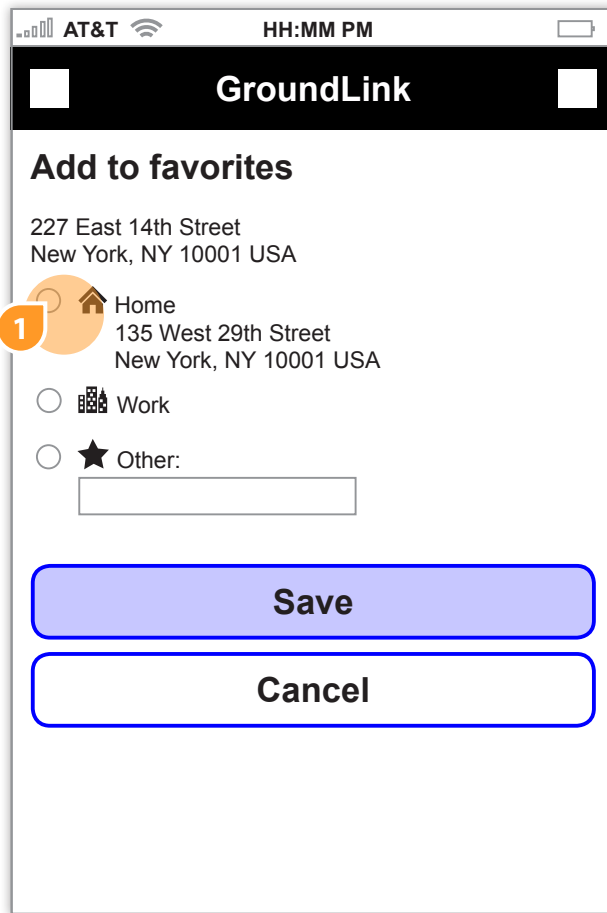 AT&T HH:MM PM
GroundLink
Add to favorites
227 East 14th Street
New York, NY 10001 USA
1
Home
135 West 29th Street
New York, NY 10001 USA
Work
Other:
Save
Cancel